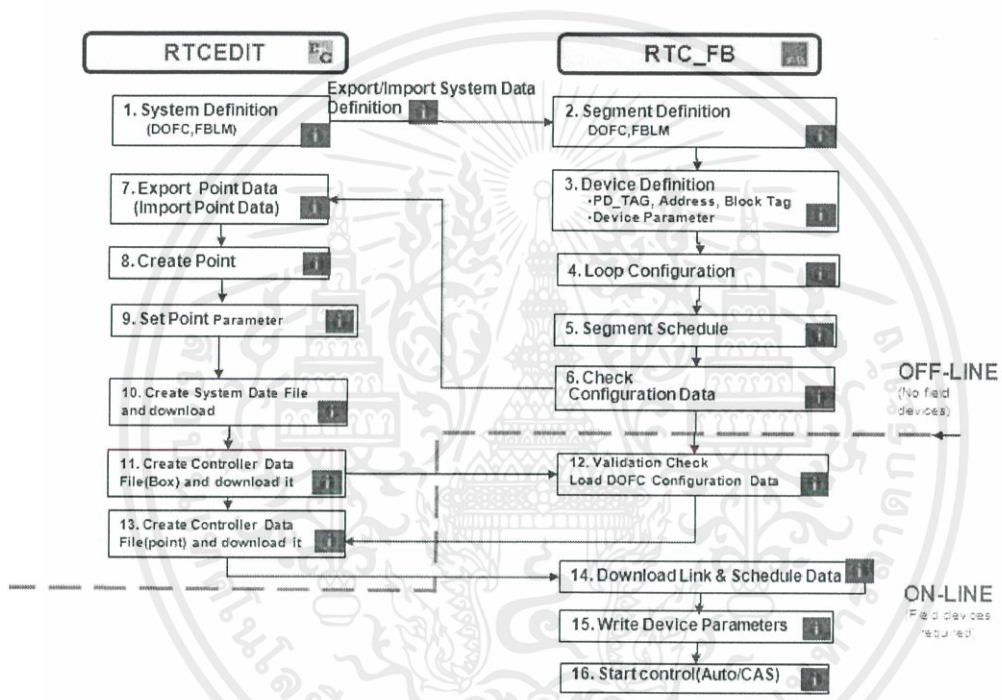 RTCEDIT
RTC_FB
Export/Import System Data
Definition
1. System Definition
(DOFC,FBLM)
2. Segment Definition
DOFC,FBLM
7. Export Point Data
(Import Point Data)
3. Device Definition
·PD_TAG, Address, Block Tag
·Device Parameter
8. Create Point
4. Loop Configuration
9. Set Point Parameter
5. Segment Schedule
6. Check
Configuration Data
OFF-LINE
(No field
devices)
10. Create System Date File
and download
11. Create Controller Data
File(Box) and download it
12. Validation Check
Load DOFC Configuration Data
13. Create Controller Data
File(point) and download it
14. Download Link & Schedule Data
ON-LINE
(Field devices
required)
15. Write Device Parameters
16. Start control(Auto/CAS)